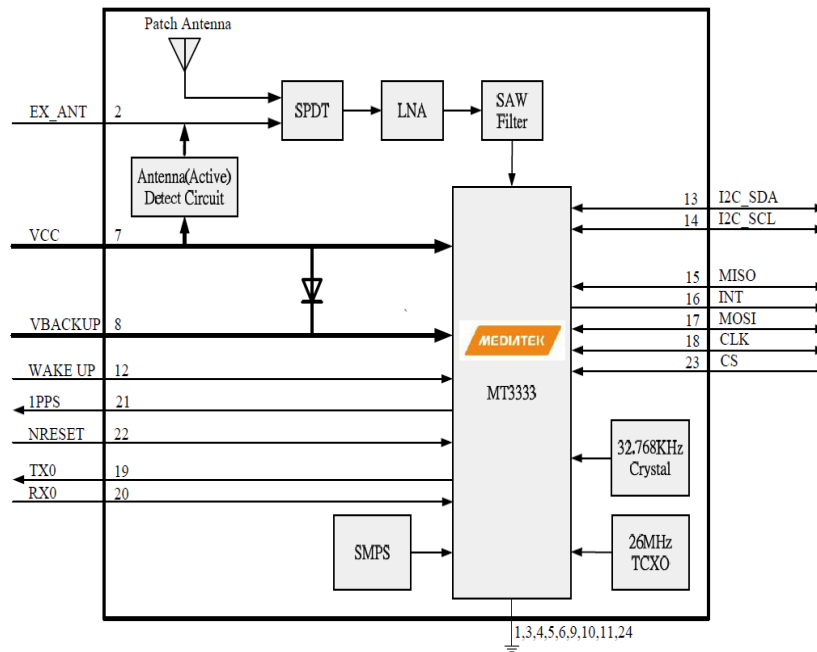 Patch Antenna
EX_ANT 2
SPDT
LNA
SAW
Filter
Antenna(Active)
Detect Circuit
VCC 7
VBACKUP 8
WAKE UP 12
1PPS 21
NRESET 22
TX0 19
RX0 20
MEDIATEK
MT3333
13 I2C_SDA
14 I2C_SCL
15 MISO
16 INT
17 MOSI
18 CLK
23 CS
32.768KHz
Crystal
SMPS
26MHz
TCXO
1,3,4,5,6,9,10,11,24